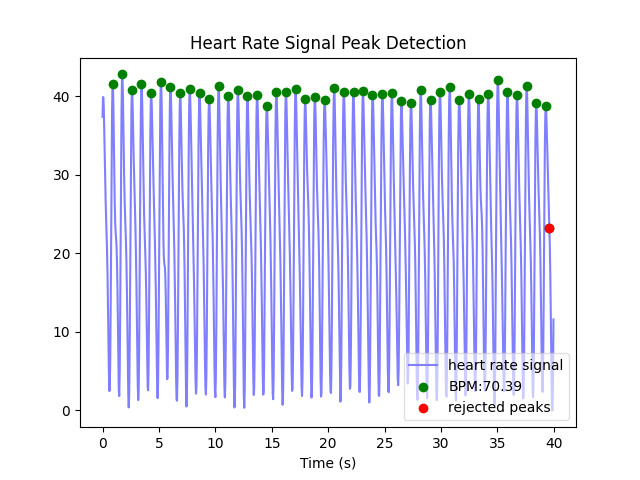 Heart Rate Signal Peak Detection
40
30
20
10
0
heart rate signal
BPM:70.39
rejected peaks
0 5 10 15 20 25 30 35 40
Time (s)